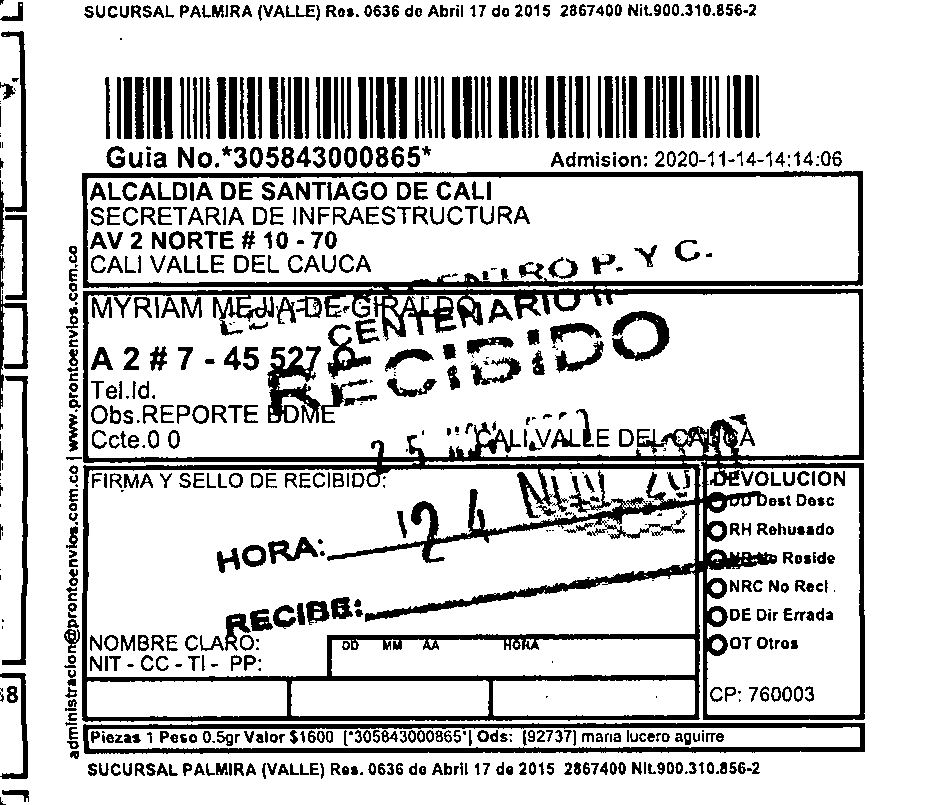 SUCURSAL PALMIRA (VALLE) Res. 0636 de Abril 17 de 2015 2867400 Nit.900.310.856-2
Guia No.*305843000865*
Admision: 2020-11-14-14:14:06
ALCALDIA DE SANTIAGO DE CALI
SECRETARIA DE INFRAESTRUCTURA
AV 2 NORTE # 10 - 70
CALI VALLE DEL CAUCA
P. Y C.
MYRIAM MEJIA DE GIRALDO
CENTENARIO II
RECIBIDO
A 2 # 7 - 45 527
Tel.Id.
Obs.REPORTE BDME
Ccte.0 0
CALI VALLE DEL CAUCA
25
24 NOV
FIRMA Y SELLO DE RECIBIDO:
HORA:
RECIBE:
NOMBRE CLARO:
NIT - CC - TI - PP:
DD MM AA HORA
DEVOLUCION
DD Dest Desc
RH Rehusado
NR No Reside
NRC No Recl.
DE Dir Errada
OT Otros
CP: 760003
Piezas 1 Peso 0.5gr Valor $1600 [*305843000865*] Ods: [92737] maria lucero aguirre
SUCURSAL PALMIRA (VALLE) Res. 0636 de Abril 17 de 2015 2867400 Nit.900.310.856-2
administracion@prontoenvios.com.co | www.prontoenvios.com.co